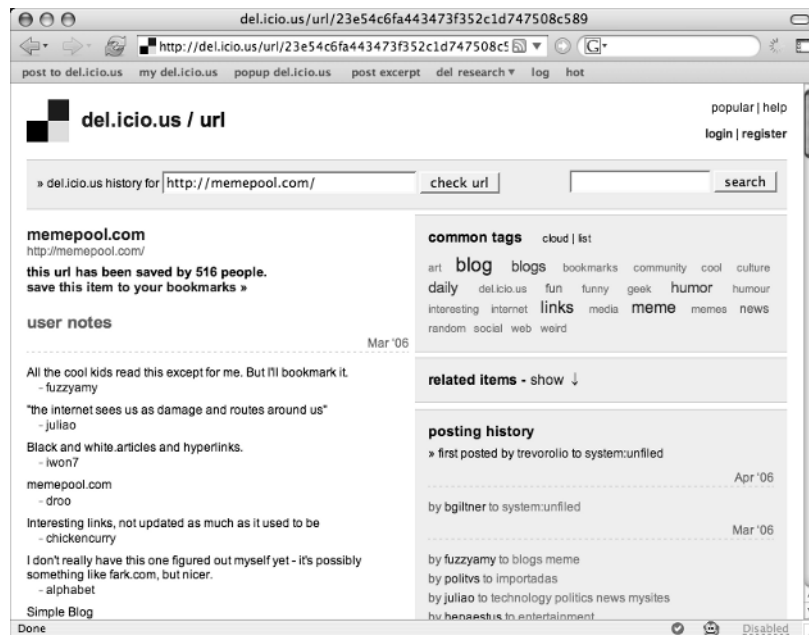 del.icio.us/url/23e54c6fa443473f352c1d747508c589
http://del.icio.us/url/23e54c6fa443473f352c1d747508c5
G
post to del.icio.us my del.icio.us popup del.icio.us post excerpt del research ▾ log hot
del.icio.us / url
popular | help
login | register
» del.icio.us history for http://memepool.com/ check url search
memepool.com
http://memepool.com/
this url has been saved by 516 people.
save this item to your bookmarks »
user notes
Mar '06
All the cool kids read this except for me. But I'll bookmark it.
- fuzzyamy
"the internet sees us as damage and routes around us"
- juliao
Black and white.articles and hyperlinks.
- iwon7
memepool.com
- droo
Interesting links, not updated as much as it used to be
- chickencurry
I don't really have this one figured out myself yet - it's possibly
something like fark.com, but nicer.
- alphabet
Simple Blog
common tags cloud | list
art blog blogs bookmarks community cool culture
daily del.icio.us fun funny geek humor humour
interesting internet links media meme memes news
random social web weird
related items - show ↓
posting history
» first posted by trevorolio to system:unfiled
Apr '06
by bgiltner to system:unfiled
Mar '06
by fuzzyamy to blogs meme
by politvs to importadas
by juliao to technology politics news mysites
by hepaestus to entertainment
Done
Disabled